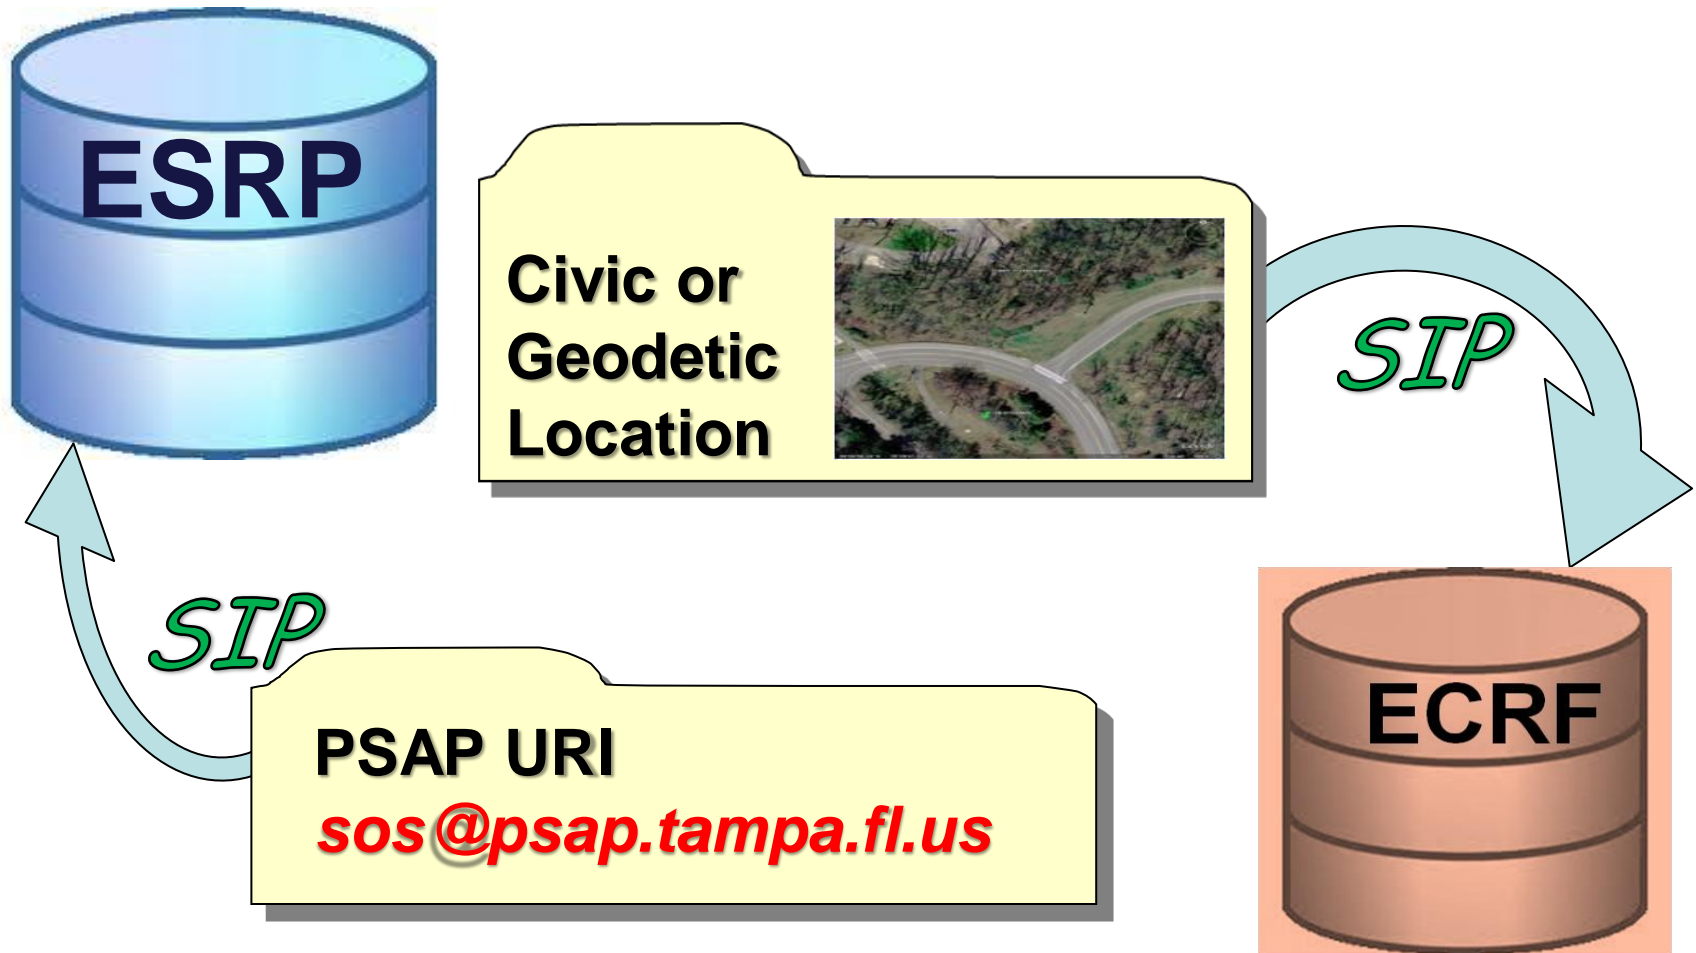 ESRP
Civic or
Geodetic
Location
SIP
SIP
PSAP URI
sos@psap.tampa.fl.us
ECRF